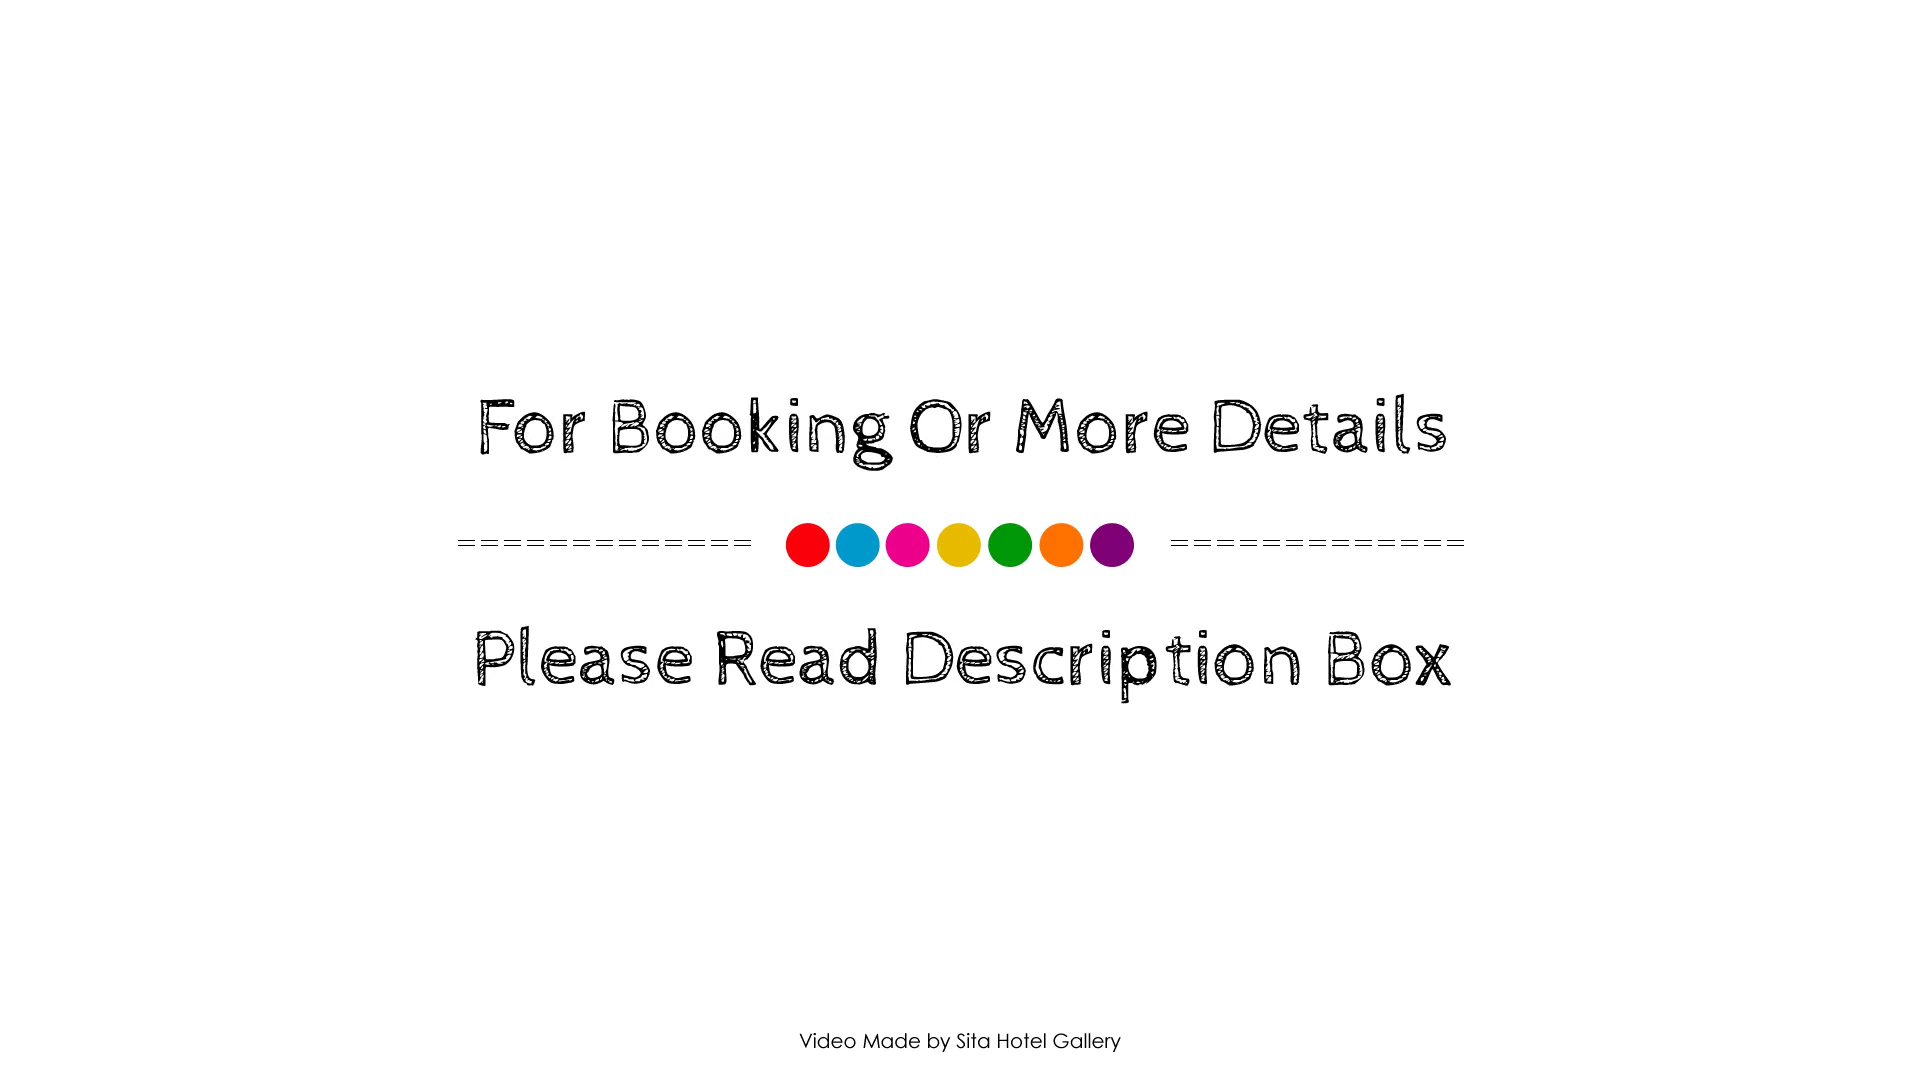 For Booking Or More Details
============= =============
Please Read Description Box
Video Made by Sita Hotel Gallery